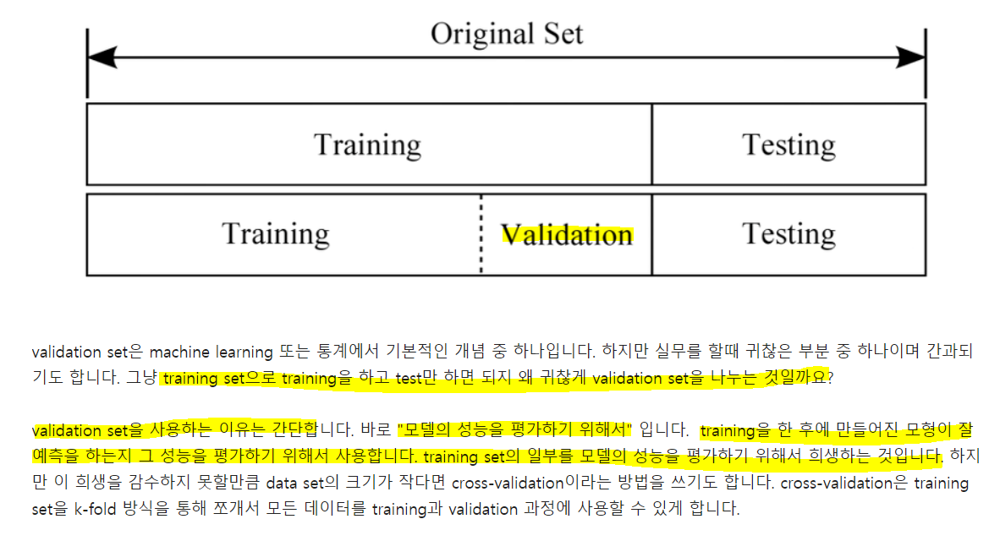 Original Set
Training Testing
Training Validation Testing
validation set은 machine learning 또는 통계에서 기본적인 개념 중 하나입니다. 하지만 실무를 할때 귀찮은 부분 중 하나이며 간과되
기도 합니다. 그냥 training set으로 training을 하고 test만 하면 되지 왜 귀찮게 validation set을 나누는 것일까요?
validation set을 사용하는 이유는 간단합니다. 바로 "모델의 성능을 평가하기 위해서" 입니다. training을 한 후에 만들어진 모형이 잘
예측을 하는지 그 성능을 평가하기 위해서 사용합니다. training set의 일부를 모델의 성능을 평가하기 위해서 희생하는 것입니다. 하지
만 이 희생을 감수하지 못할만큼 data set의 크기가 작다면 cross-validation이라는 방법을 쓰기도 합니다. cross-validation은 training
set을 k-fold 방식을 통해 쪼개서 모든 데이터를 training과 validation 과정에 사용할 수 있게 합니다.